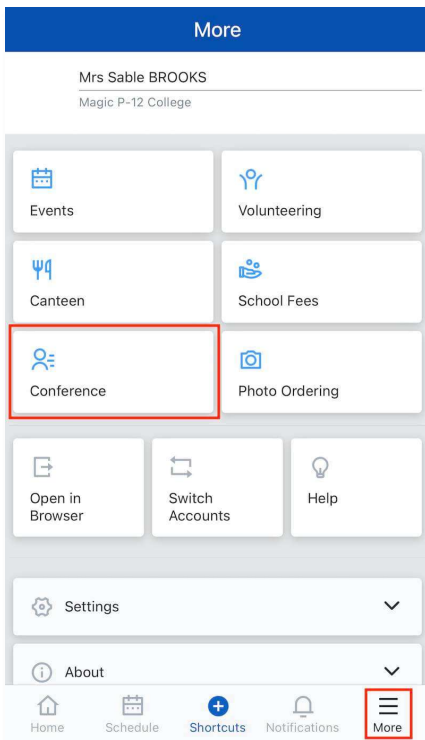 More
Mrs Sable BROOKS
Magic P-12 College
Events
Volunteering
Canteen
School Fees
Conference
Photo Ordering
Open in
Browser
Switch
Accounts
Help
Settings
About
Home
Schedule
Shortcuts
Notifications
More